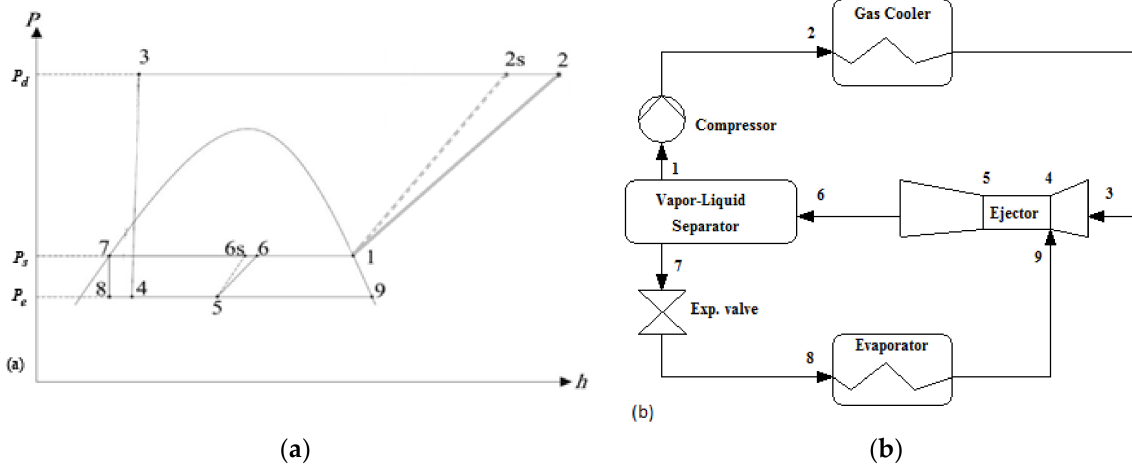 P
3
2s
2
P_d
7
6s
6
1
P_s
8
4
5
9
P_e
(a)
h
(a)
Gas Cooler
2
Compressor
1
Vapor-Liquid
Separator
6
5
4
3
Ejector
9
7
Exp. valve
8
Evaporator
(b)
(b)